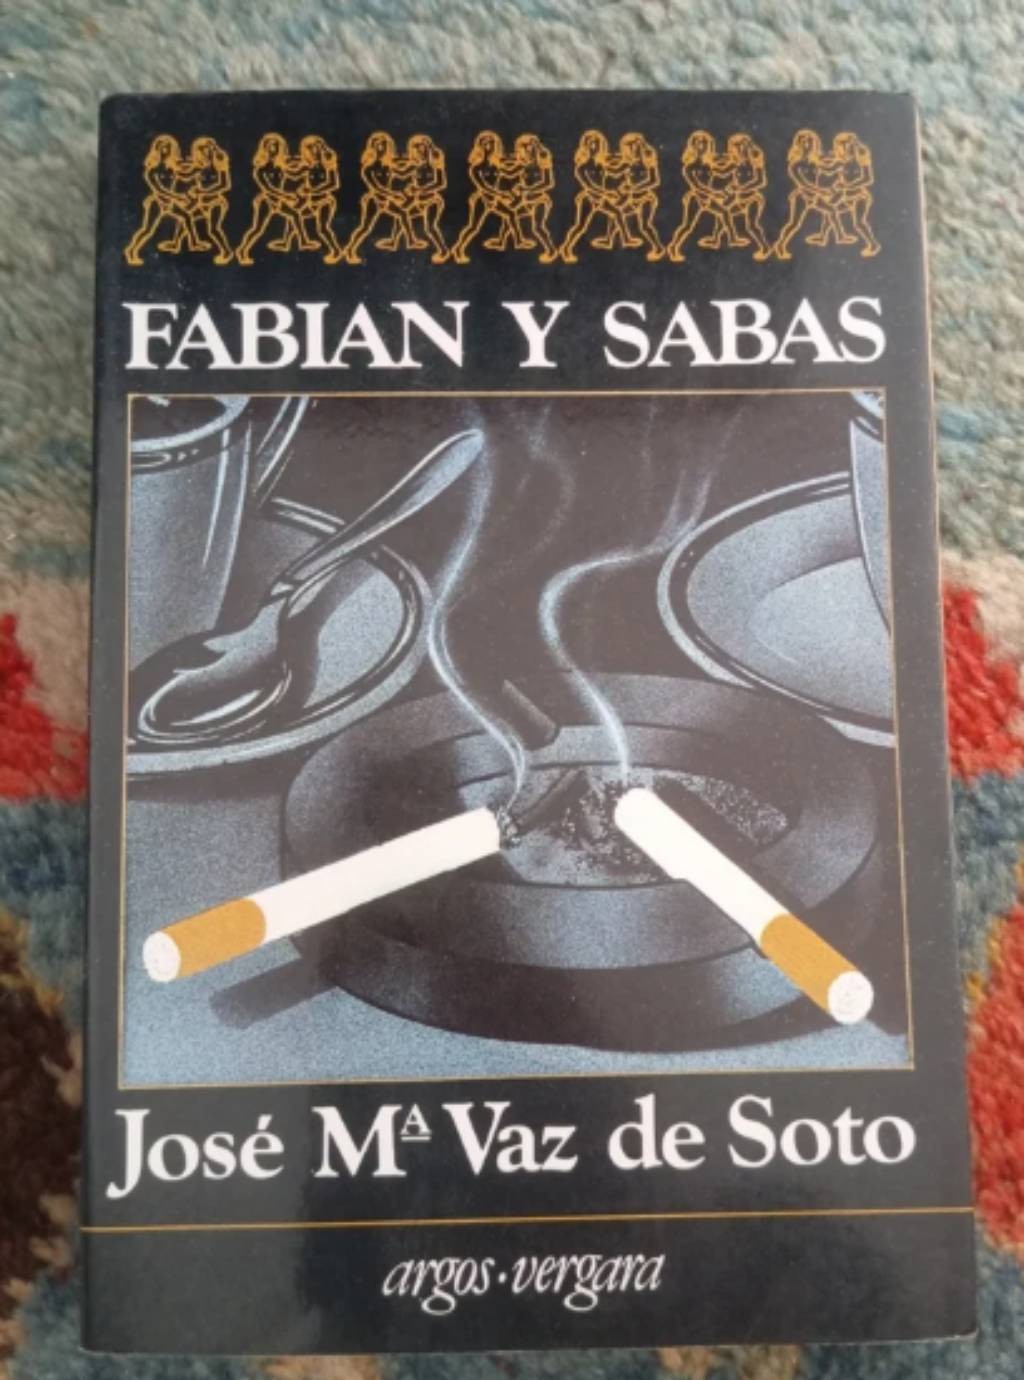 FABIAN Y SABAS
José Mª Vaz de Soto
argos·vergara